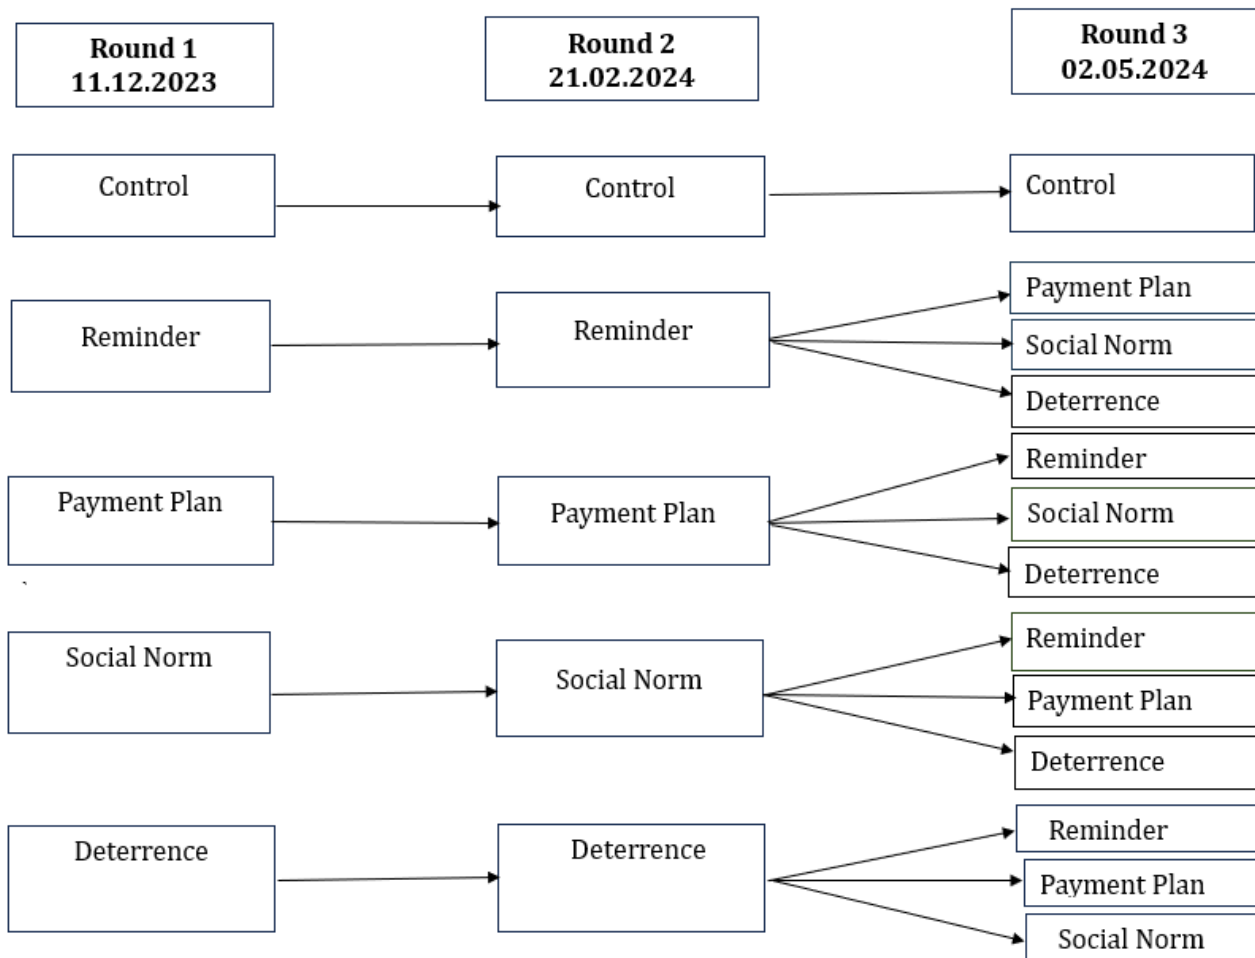 Round 1
11.12.2023
Round 2
21.02.2024
Round 3
02.05.2024
Control
Control
Control
Reminder
Reminder
Payment Plan
Social Norm
Deterrence
Payment Plan
Payment Plan
Reminder
Social Norm
Deterrence
Social Norm
Social Norm
Reminder
Payment Plan
Deterrence
Deterrence
Deterrence
Reminder
Payment Plan
Social Norm